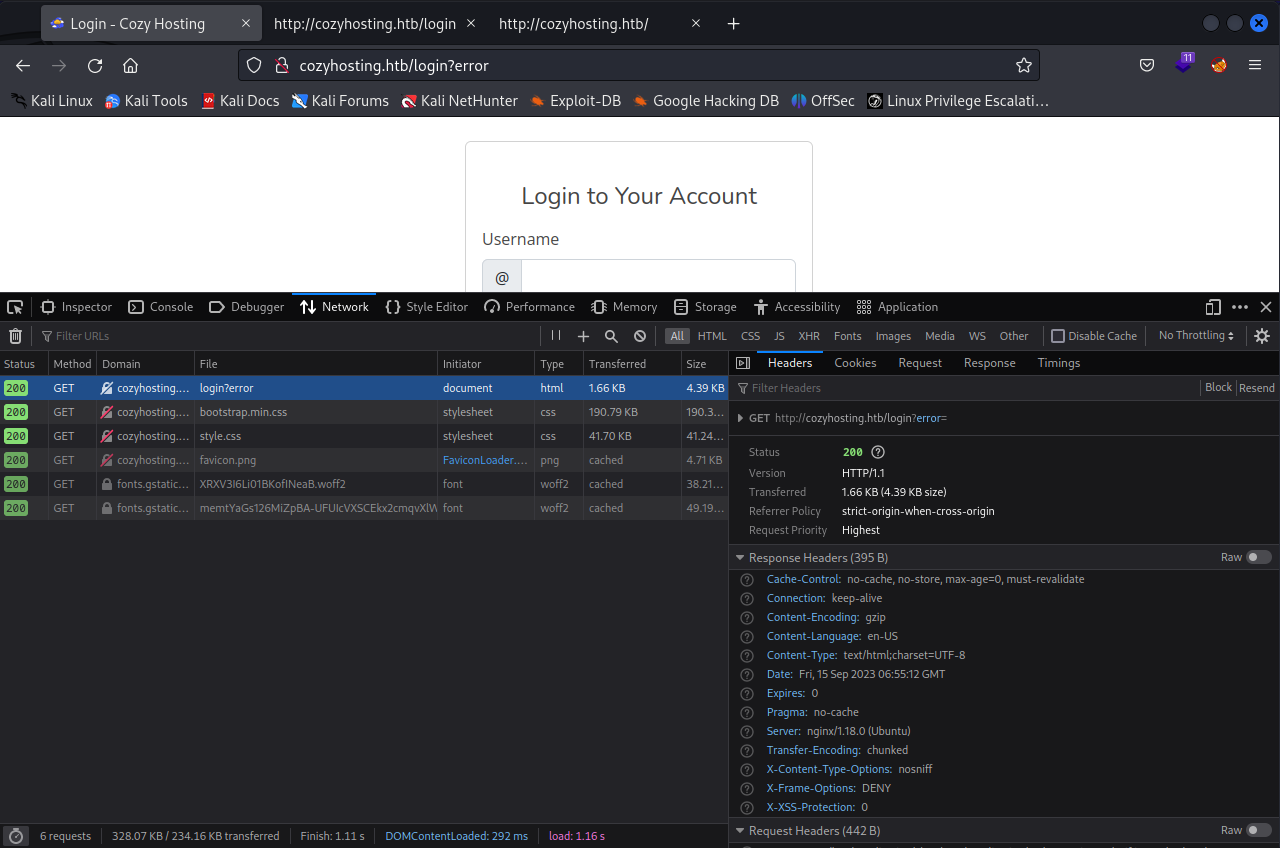 Login - Cozy Hosting
http://cozyhosting.htb/login
http://cozyhosting.htb/
cozyhosting.htb/login?error
11
Kali Linux Kali Tools Kali Docs Kali Forums Kali NetHunter Exploit-DB Google Hacking DB OffSec Linux Privilege Escalati…
Login to Your Account
Username
@
Inspector Console Debugger Network Style Editor Performance Memory Storage Accessibility Application
Filter URLs All HTML CSS JS XHR Fonts Images Media WS Other Disable Cache No Throttling
Status Method Domain File Initiator Type Transferred Size
200 GET cozyhosting.… login?error document html 1.66 KB 4.39 KB
200 GET cozyhosting.… bootstrap.min.css stylesheet css 190.79 KB 190.3…
200 GET cozyhosting.… style.css stylesheet css 41.70 KB 41.24…
200 GET cozyhosting.… favicon.png FaviconLoader.… png cached 4.71 KB
200 GET fonts.gstatic… XRXV3I6Li01BKofINeaB.woff2 font woff2 cached 38.21…
200 GET fonts.gstatic… memtYaGs126MiZpBA-UFUIcVXSCEkx2cmqvXlW font woff2 cached 49.19…
Headers Cookies Request Response Timings
Filter Headers Block Resend
GET http://cozyhosting.htb/login?error=
Status 200
Version HTTP/1.1
Transferred 1.66 KB (4.39 KB size)
Referrer Policy strict-origin-when-cross-origin
Request Priority Highest
Response Headers (395 B) Raw
Cache-Control: no-cache, no-store, max-age=0, must-revalidate
Connection: keep-alive
Content-Encoding: gzip
Content-Language: en-US
Content-Type: text/html;charset=UTF-8
Date: Fri, 15 Sep 2023 06:55:12 GMT
Expires: 0
Pragma: no-cache
Server: nginx/1.18.0 (Ubuntu)
Transfer-Encoding: chunked
X-Content-Type-Options: nosniff
X-Frame-Options: DENY
X-XSS-Protection: 0
Request Headers (442 B) Raw
6 requests 328.07 KB / 234.16 KB transferred Finish: 1.11 s DOMContentLoaded: 292 ms load: 1.16 s